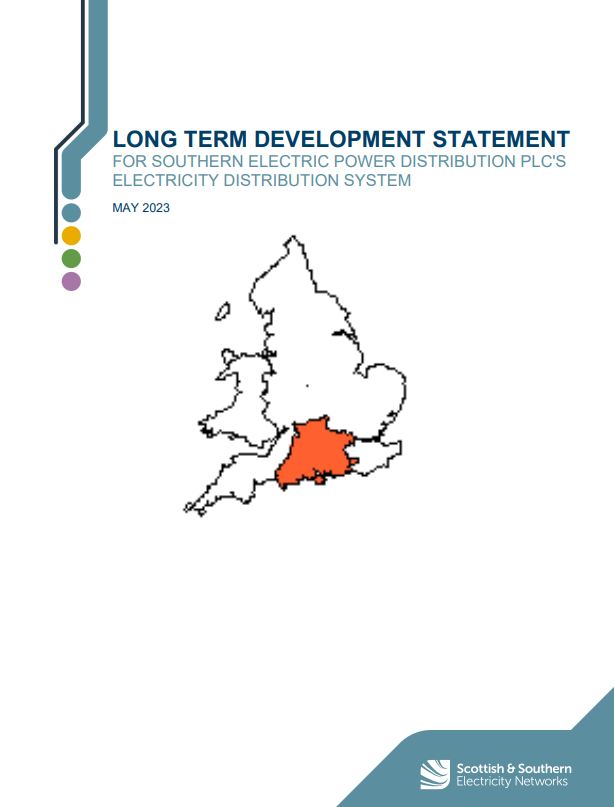 LONG TERM DEVELOPMENT STATEMENT
FOR SOUTHERN ELECTRIC POWER DISTRIBUTION PLC'S
ELECTRICITY DISTRIBUTION SYSTEM
MAY 2023
Scottish & Southern
Electricity Networks